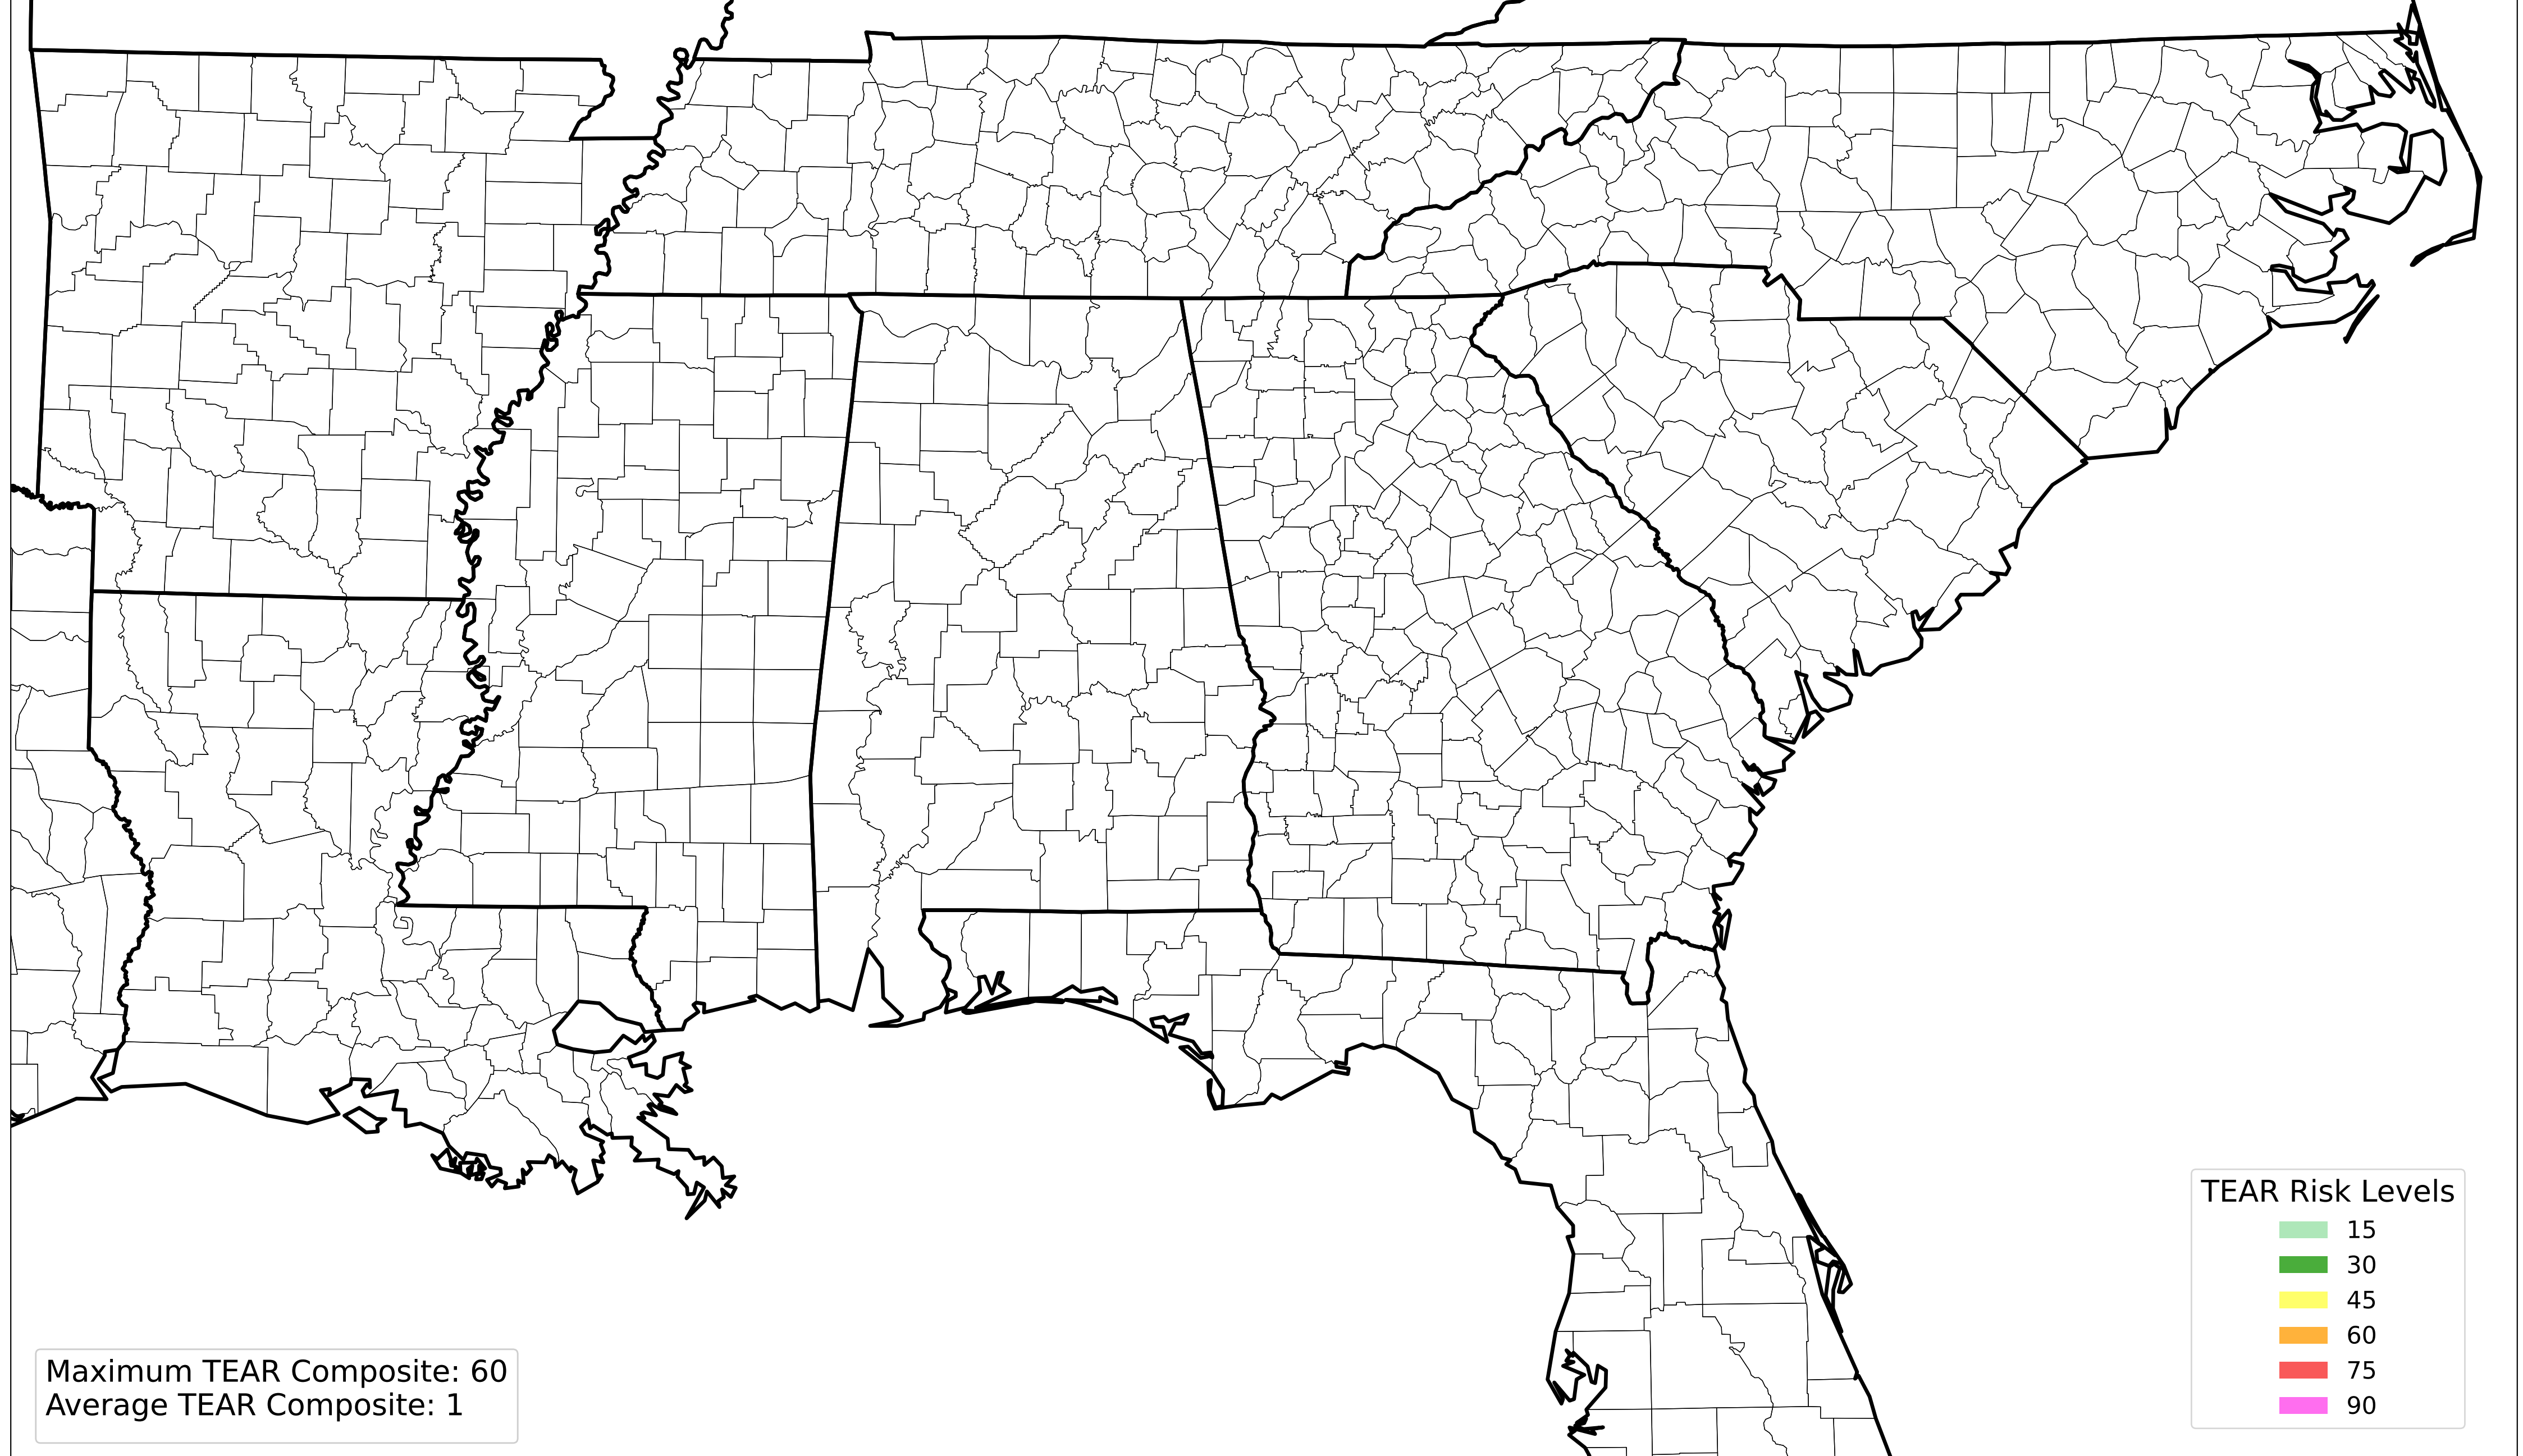 TEAR Risk Levels
15
30
45
60
75
90
Maximum TEAR Composite: 60
Average TEAR Composite: 1